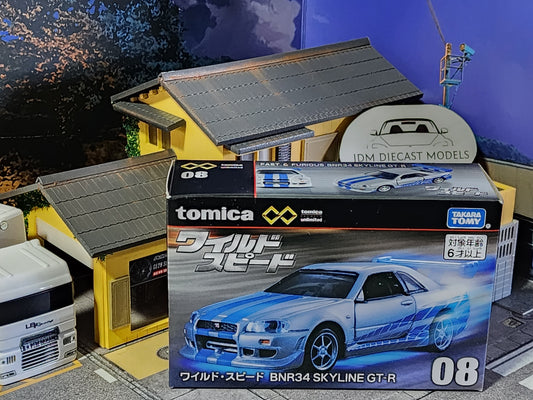 JDM DIECAST MODELS
08
FAST & FURIOUS BNR34 SKYLINE GT-R
tomica
tomica
unlimited
TAKARA
TOMY
対象年齢
6才以上
ワイルド
スピード
ワイルド・スピード BNR34 SKYLINE GT-R
08